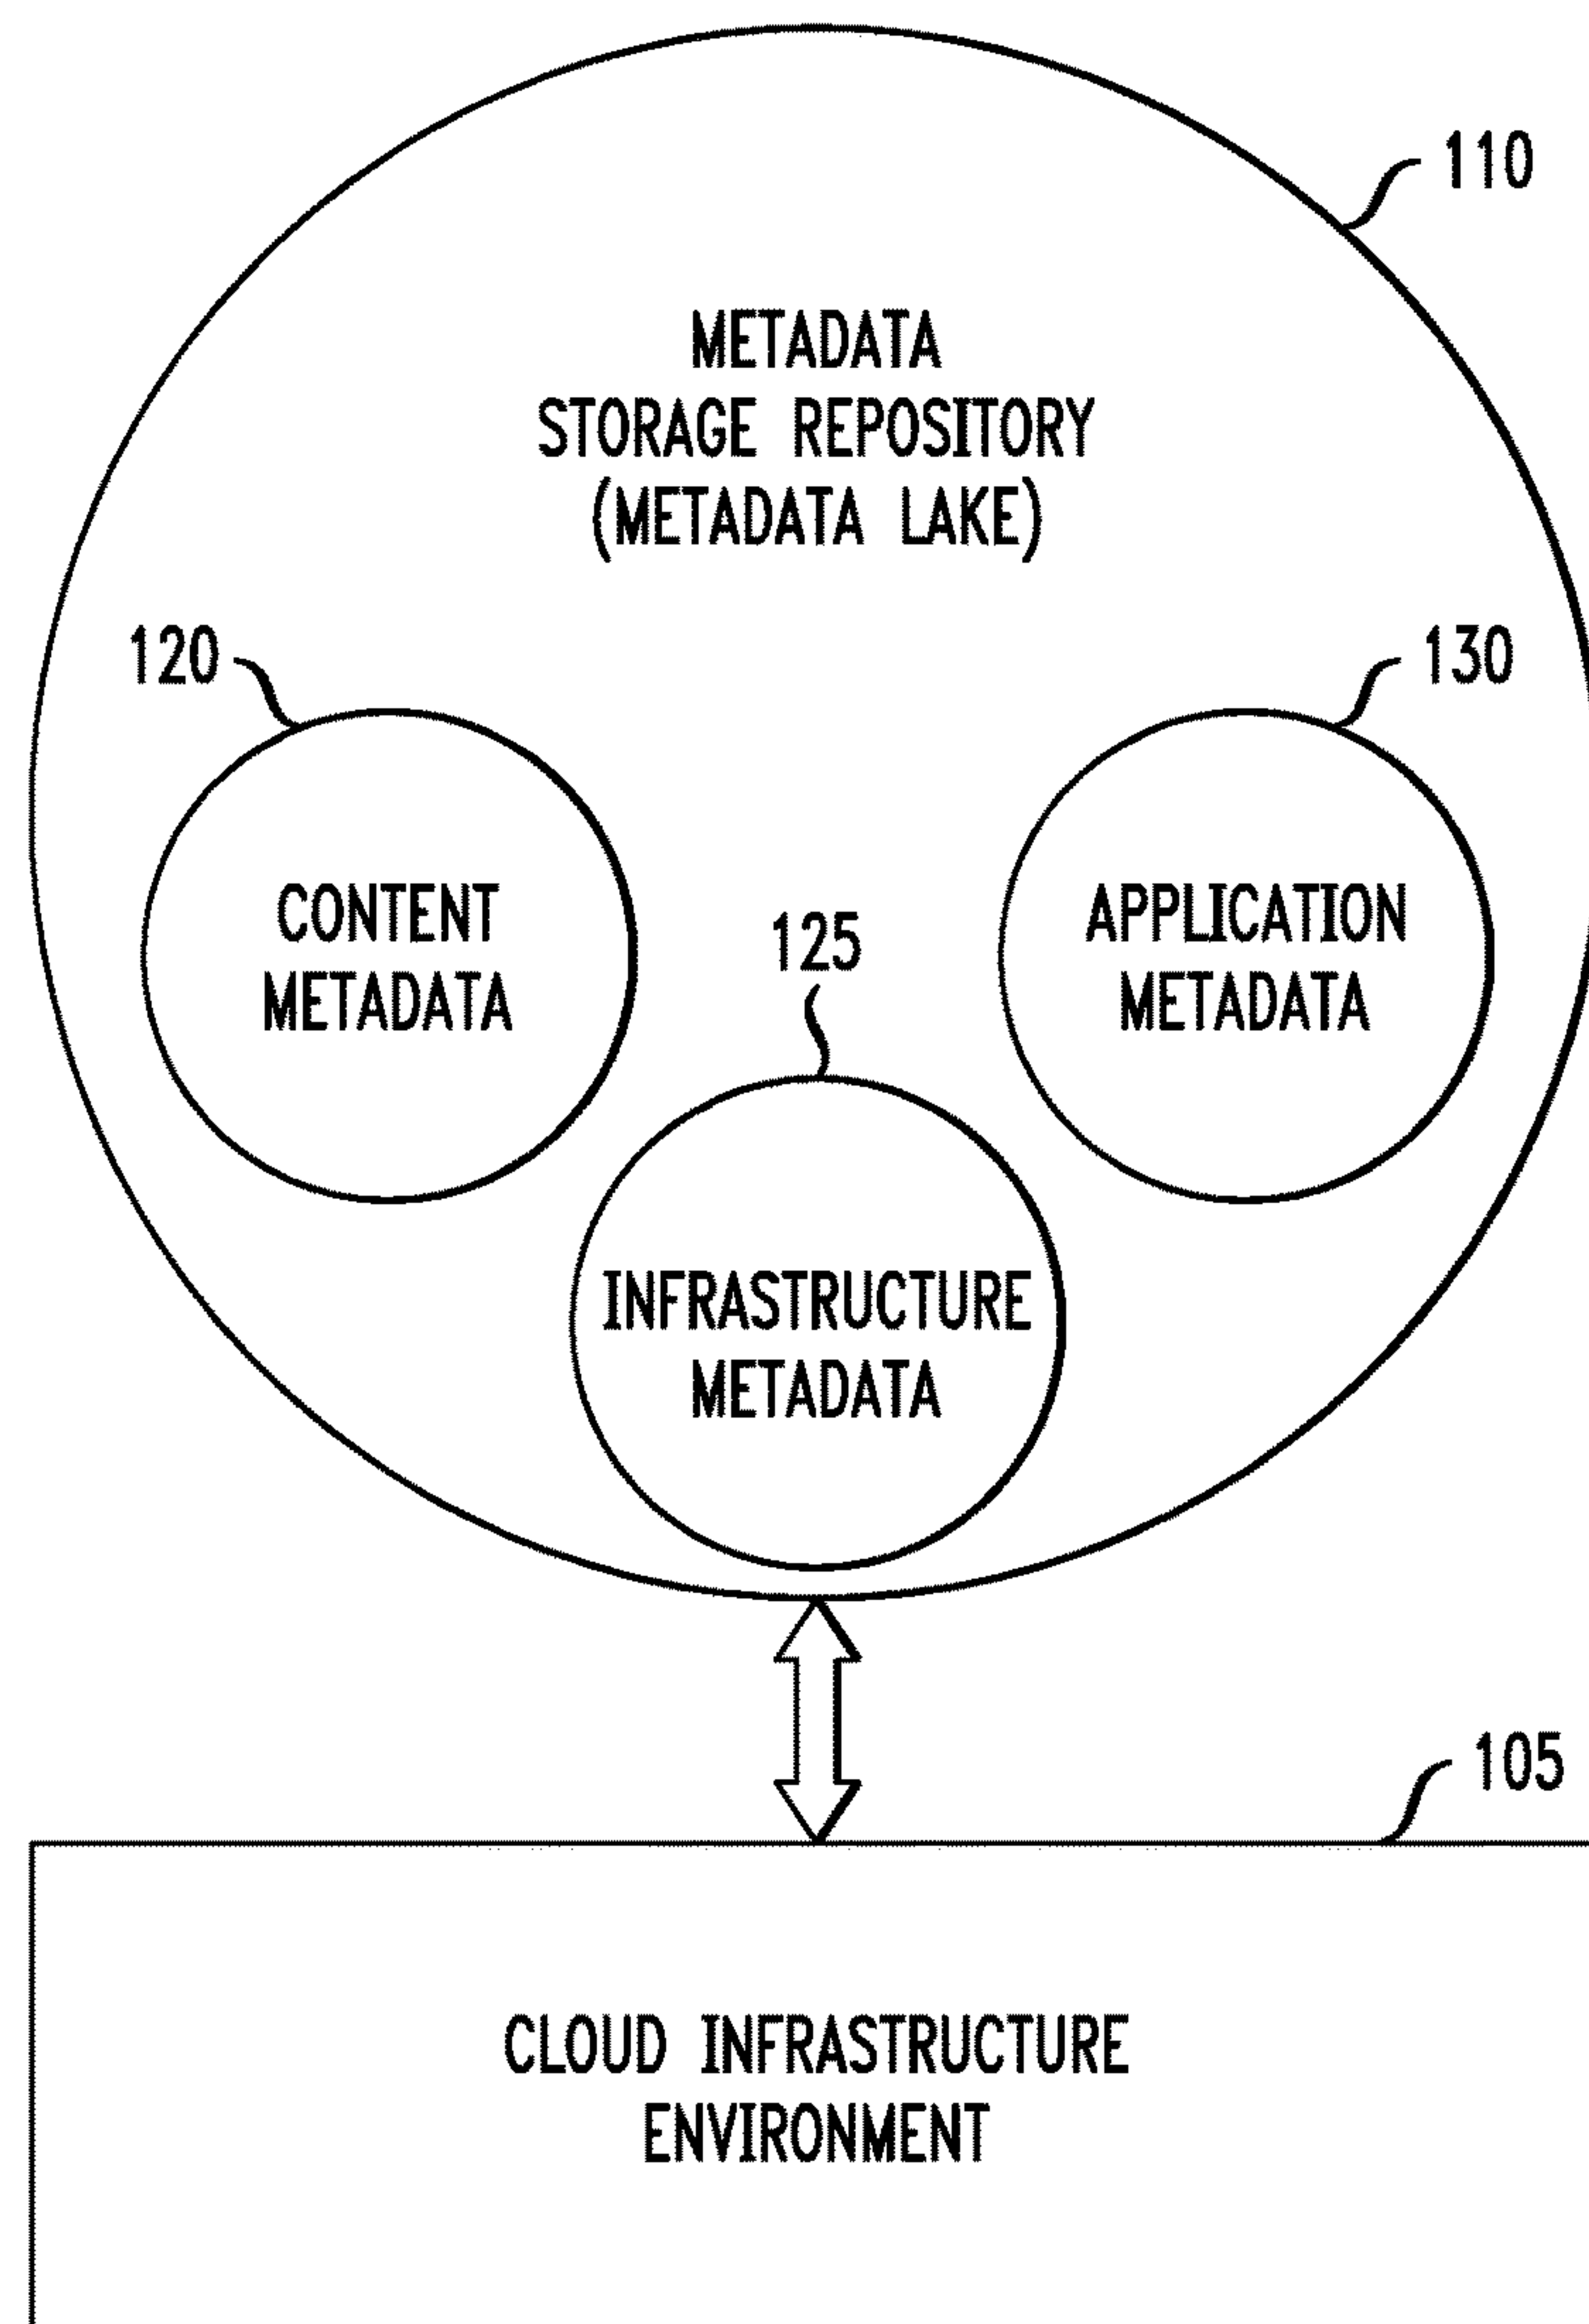 110
METADATA
STORAGE REPOSITORY
(METADATA LAKE)
120
130
CONTENT
METADATA
125
APPLICATION
METADATA
INFRASTRUCTURE
METADATA
105
CLOUD INFRASTRUCTURE
ENVIRONMENT